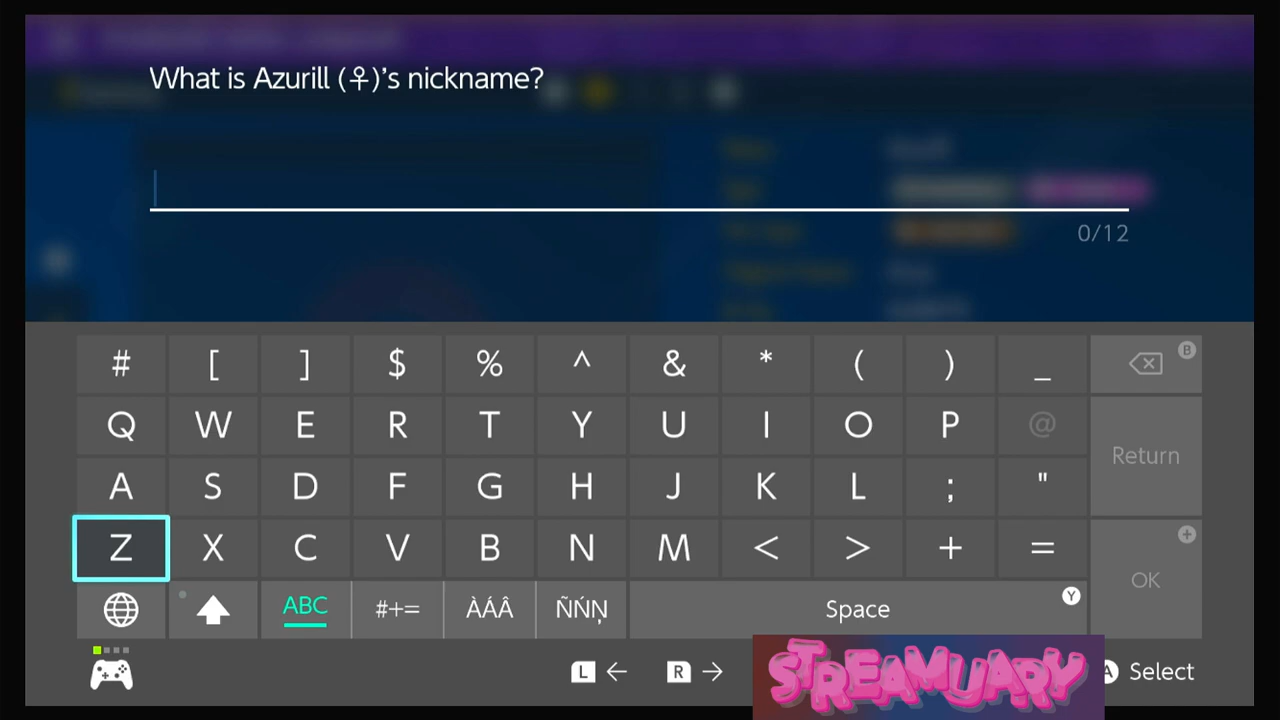 What is Azurill (♀)'s nickname?
0/12
# [ ] $ % ^ & * ( ) _ B
Q W E R T Y U I O P @
Return
A S D F G H J K L ; "
Z X C V B N M < > + = +
OK
ABC #+= ÀÁÂ ÑŃŅ Space Y
L ← R → A Select
STREAMUARY